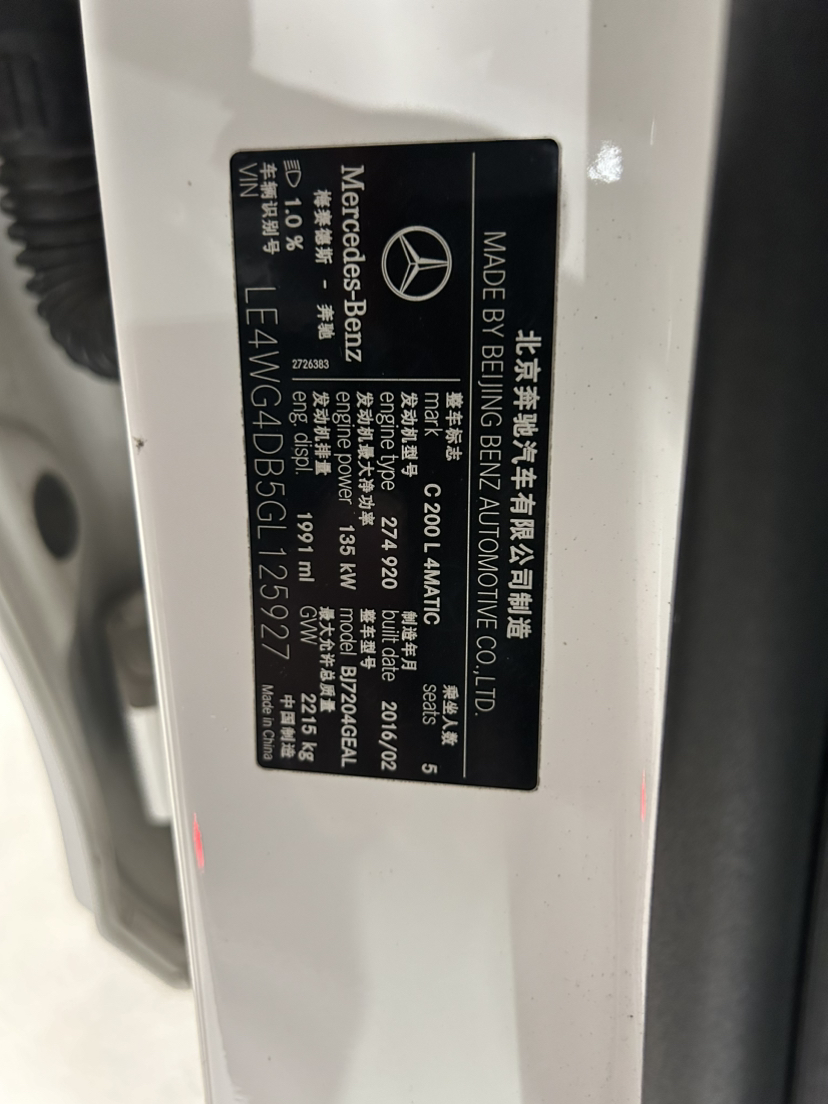 北京奔驰汽车有限公司制造
MADE BY BEIJING BENZ AUTOMOTIVE CO.,LTD.
Mercedes-Benz
梅赛德斯 - 奔驰
1.0 %
2726383
整车标志
mark C 200 L 4MATIC
乘坐人数
seats 5
发动机型号
engine type 274 920
制造年月
built date 2016/02
发动机最大净功率
engine power 135 kW
整车型号
model BJ7204GEAL
发动机排量
eng. displ. 1991 ml
最大允许总质量
GVW 2215 kg
车辆识别号
VIN LE4WG4DB5GL125927
中国制造
Made in China